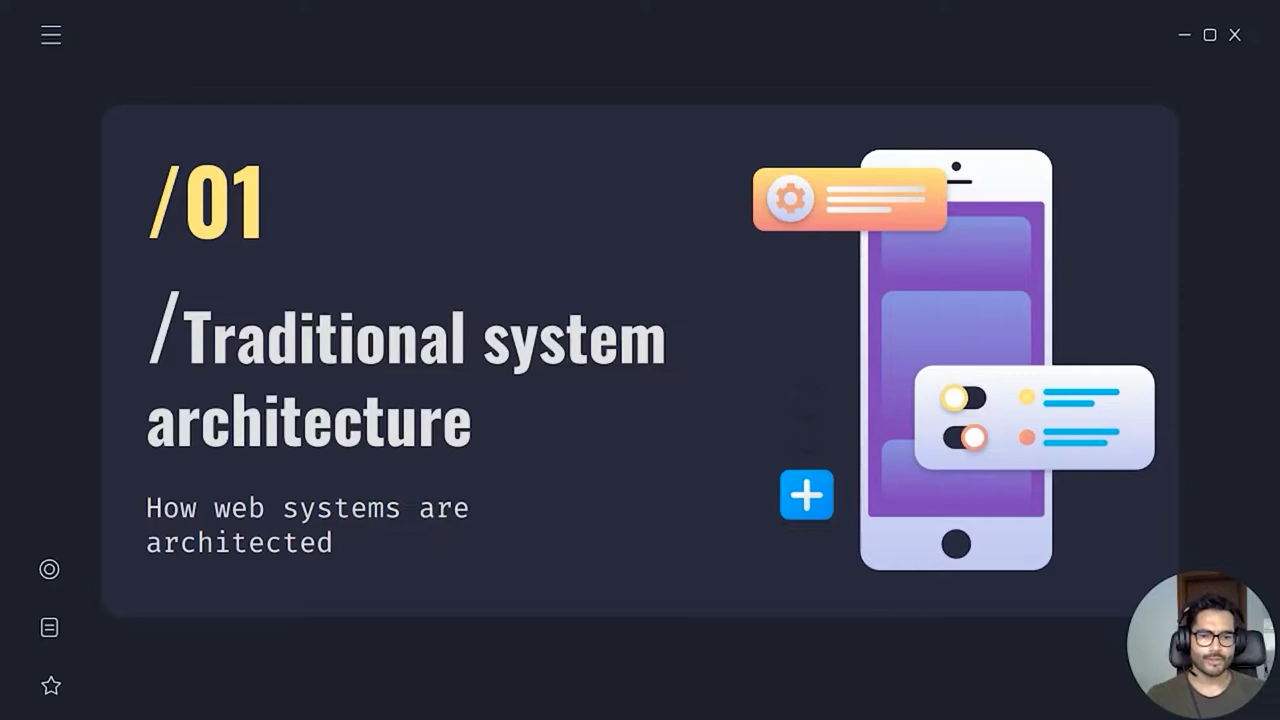 /01
/Traditional system
architecture
How web systems are
architected